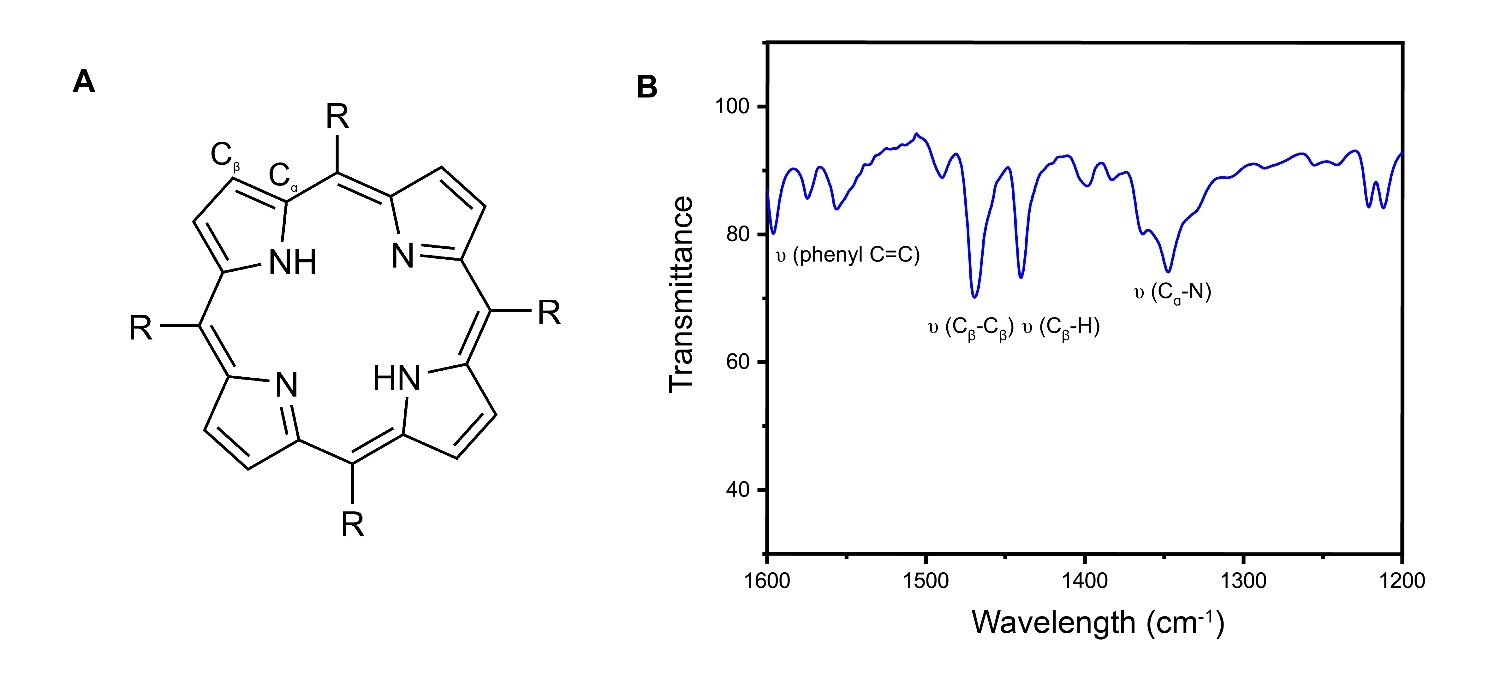 A
R
Cβ
Cα
NH
N
R
R
N
HN
R
B
100
80
60
40
Transmittance
υ (phenyl C=C)
υ (Cβ-Cβ) υ (Cβ-H)
υ (Cα-N)
1600
1500
1400
1300
1200
Wavelength (cm-1)